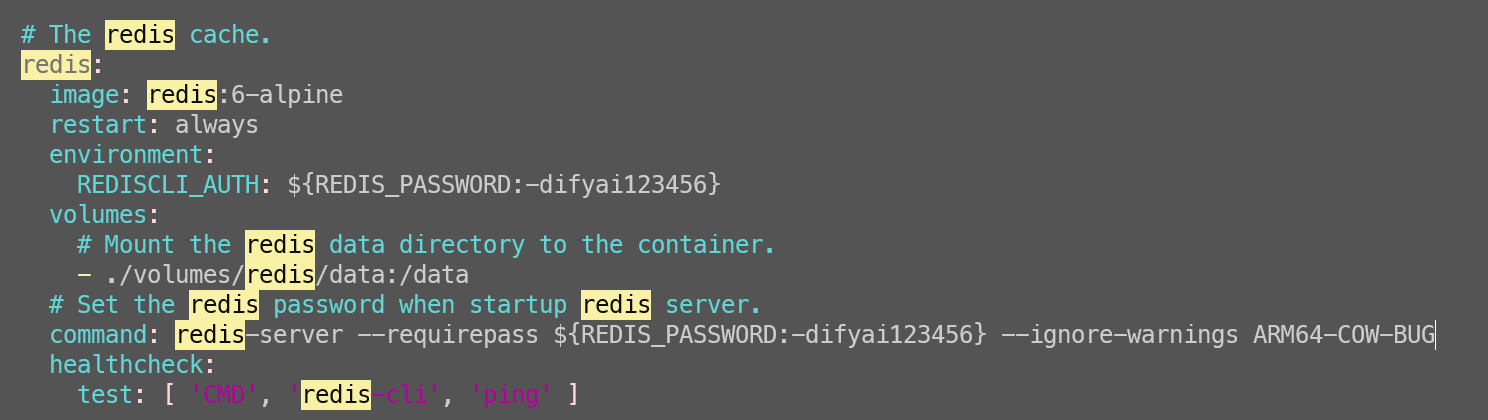 # The redis cache.
redis:
  image: redis:6-alpine
  restart: always
  environment:
    REDISCLI_AUTH: ${REDIS_PASSWORD:-difyai123456}
  volumes:
    # Mount the redis data directory to the container.
    - ./volumes/redis/data:/data
  # Set the redis password when startup redis server.
  command: redis-server --requirepass ${REDIS_PASSWORD:-difyai123456} --ignore-warnings ARM64-COW-BUG
  healthcheck:
    test: [ 'CMD', 'redis-cli', 'ping' ]